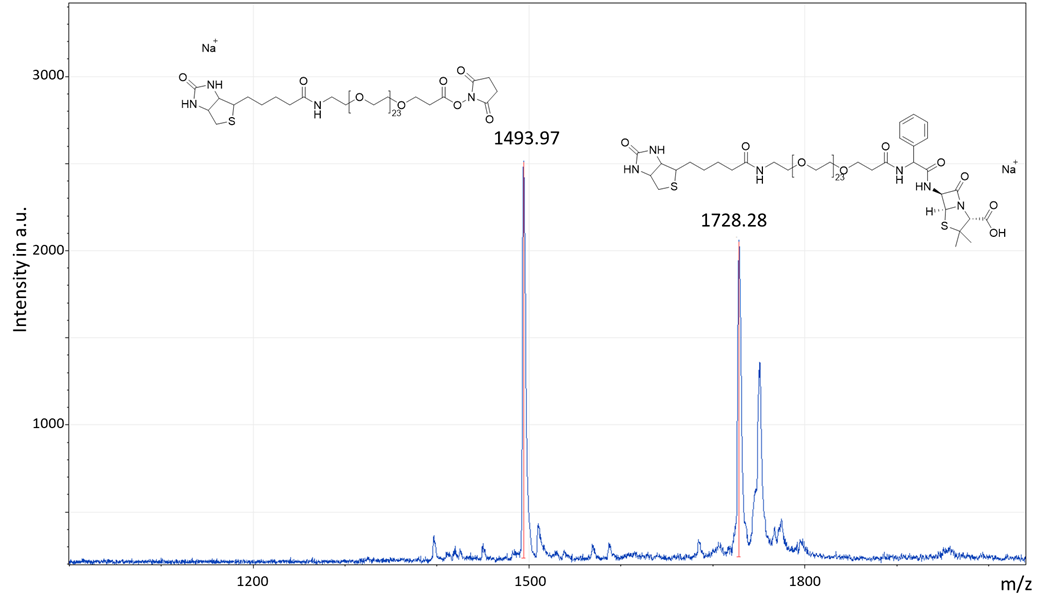 3000
2000
1000
Intensity in a.u.
1200
1500
1800
m/z
Na+
O
NH
HN
S
O
N
H
O
23
O
O
O
N
O
O
1493.97
O
NH
HN
S
O
N
H
O
23
O
O
N
H
O
HN
O
H
N
S
O
OH
Na+
1728.28